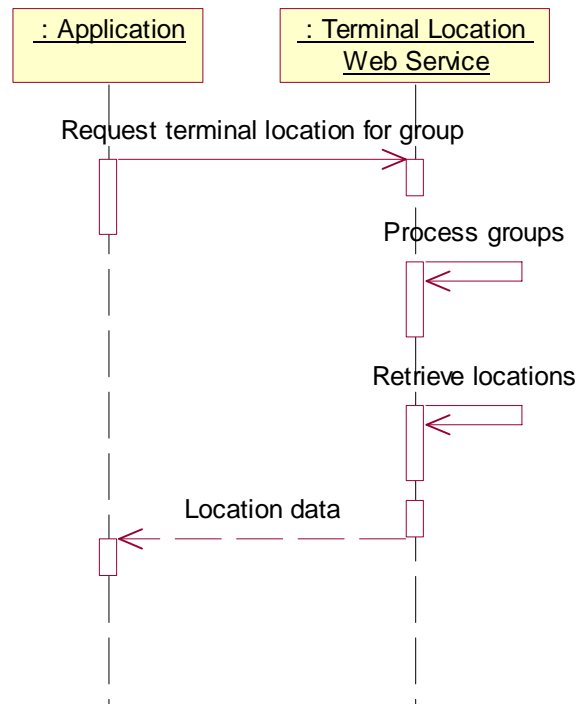 : Application
: Terminal Location
Web Service
Request terminal location for group
Process groups
Retrieve locations
Location data